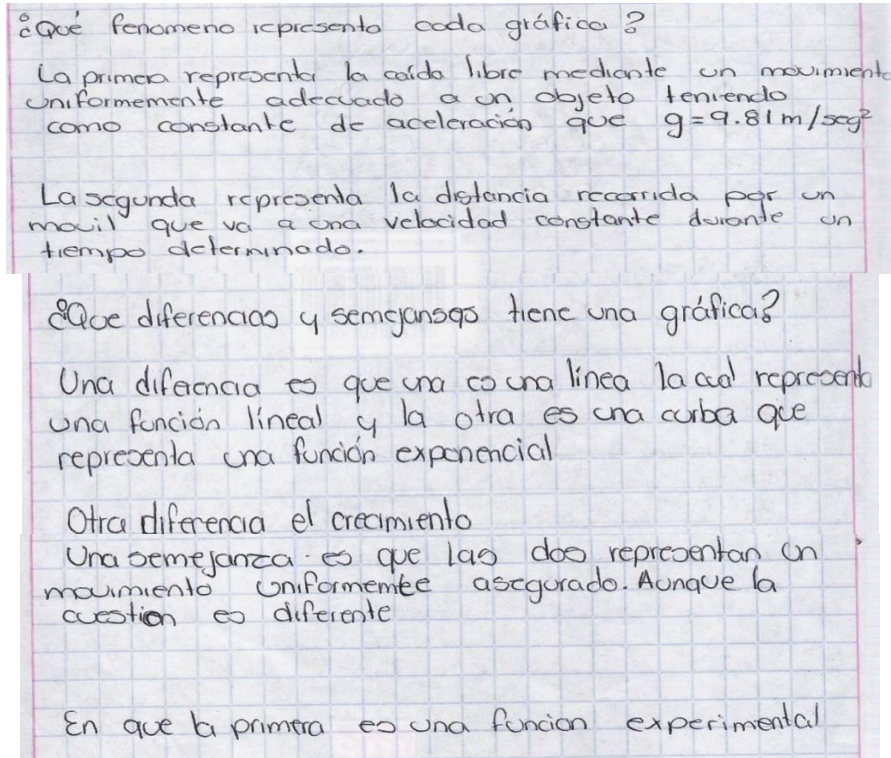 ¿Qué fenomeno representa cada gráfica?
La primera representa la caída libre mediante un movimiento
uniformemente adecuado a un objeto teniendo
como constante de aceleración que g=9.81m/seg²
La segunda representa la distancia recorrida por un
movil que va a una velocidad constante durante un
tiempo determinado.
¿Que diferencias y semejansas tiene una gráfica?
Una diferencia es que una es una línea la cual representa
una función líneal y la otra es una curba que
representa una función exponencial
Otra diferencia el crecimiento
Una semejanza es que las dos representan un
movimiento uniformemte asegurado. Aunque la
cuestion es diferente
En que la primera es una funcion experimental